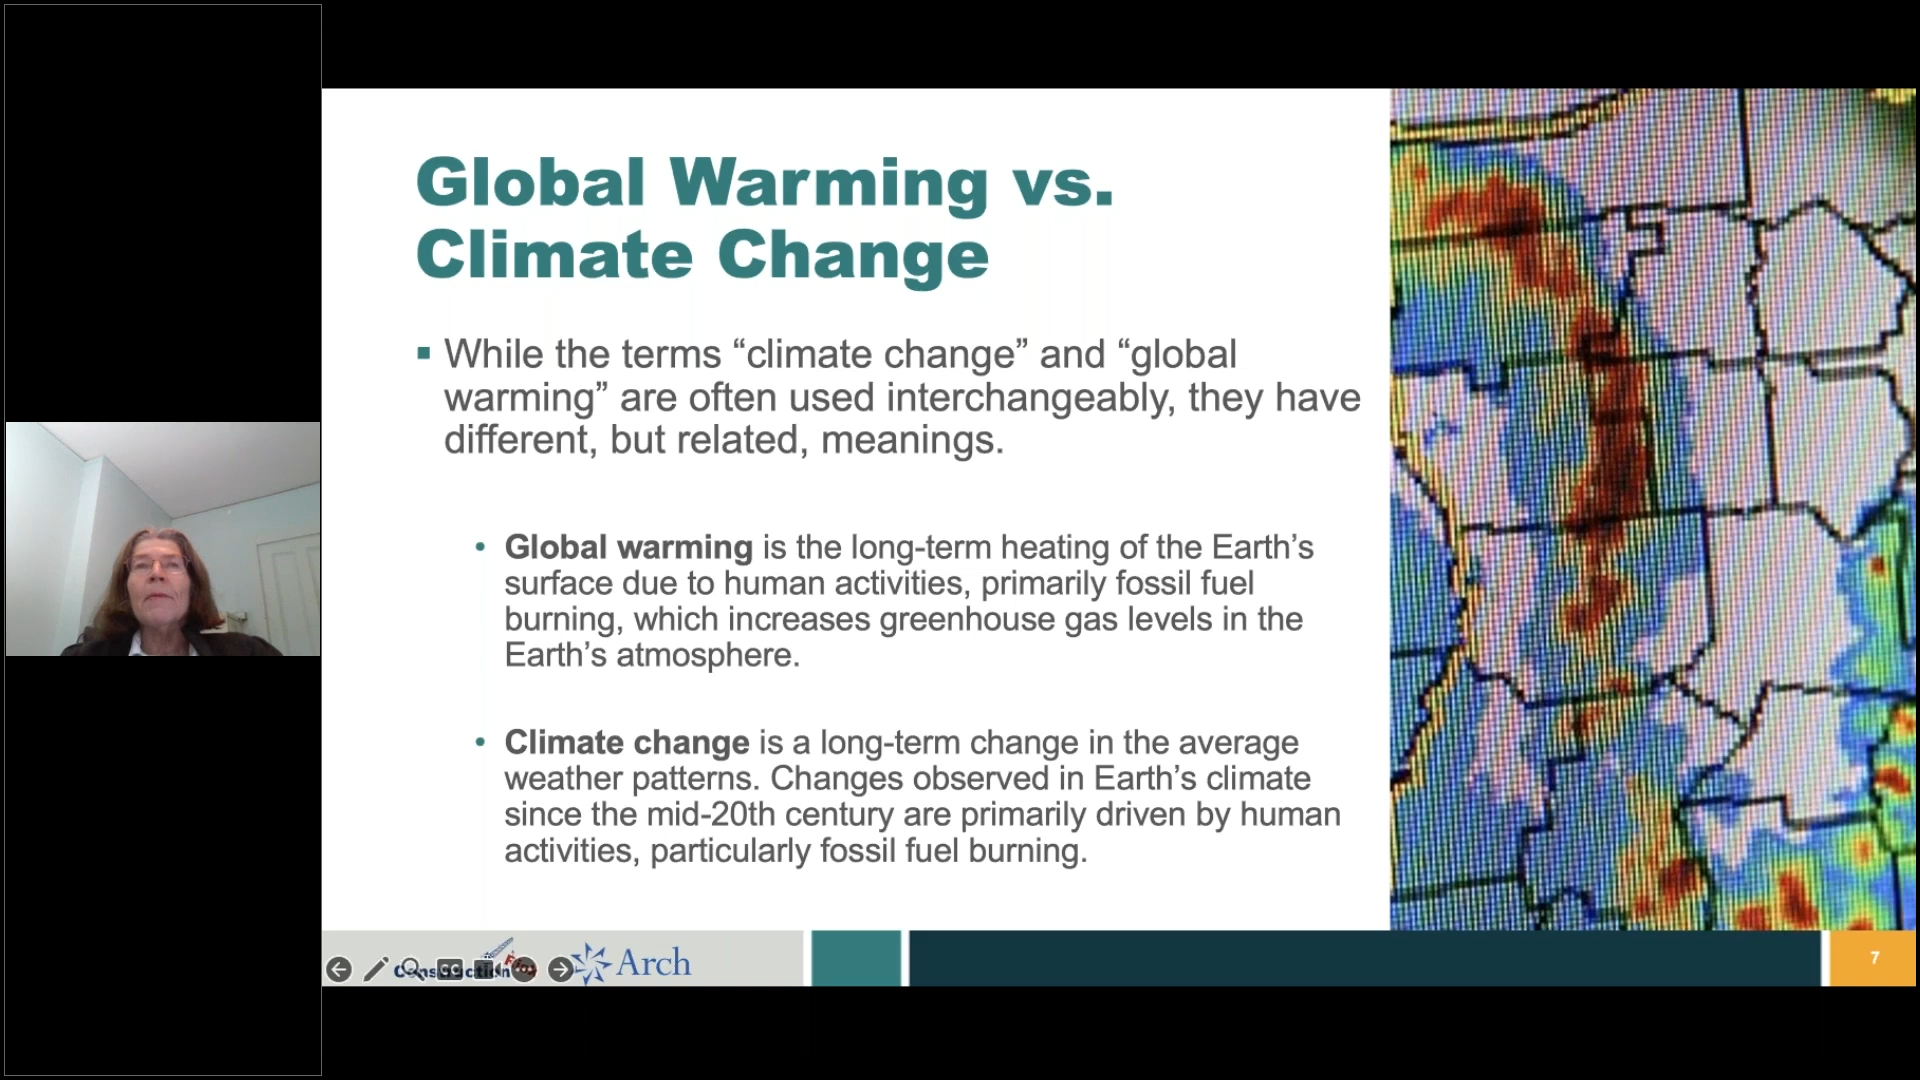 Global Warming vs.
Climate Change
While the terms “climate change” and “global
warming” are often used interchangeably, they have
different, but related, meanings.
Global warming is the long-term heating of the Earth’s
surface due to human activities, primarily fossil fuel
burning, which increases greenhouse gas levels in the
Earth’s atmosphere.
Climate change is a long-term change in the average
weather patterns. Changes observed in Earth’s climate
since the mid-20th century are primarily driven by human
activities, particularly fossil fuel burning.
Arch
7